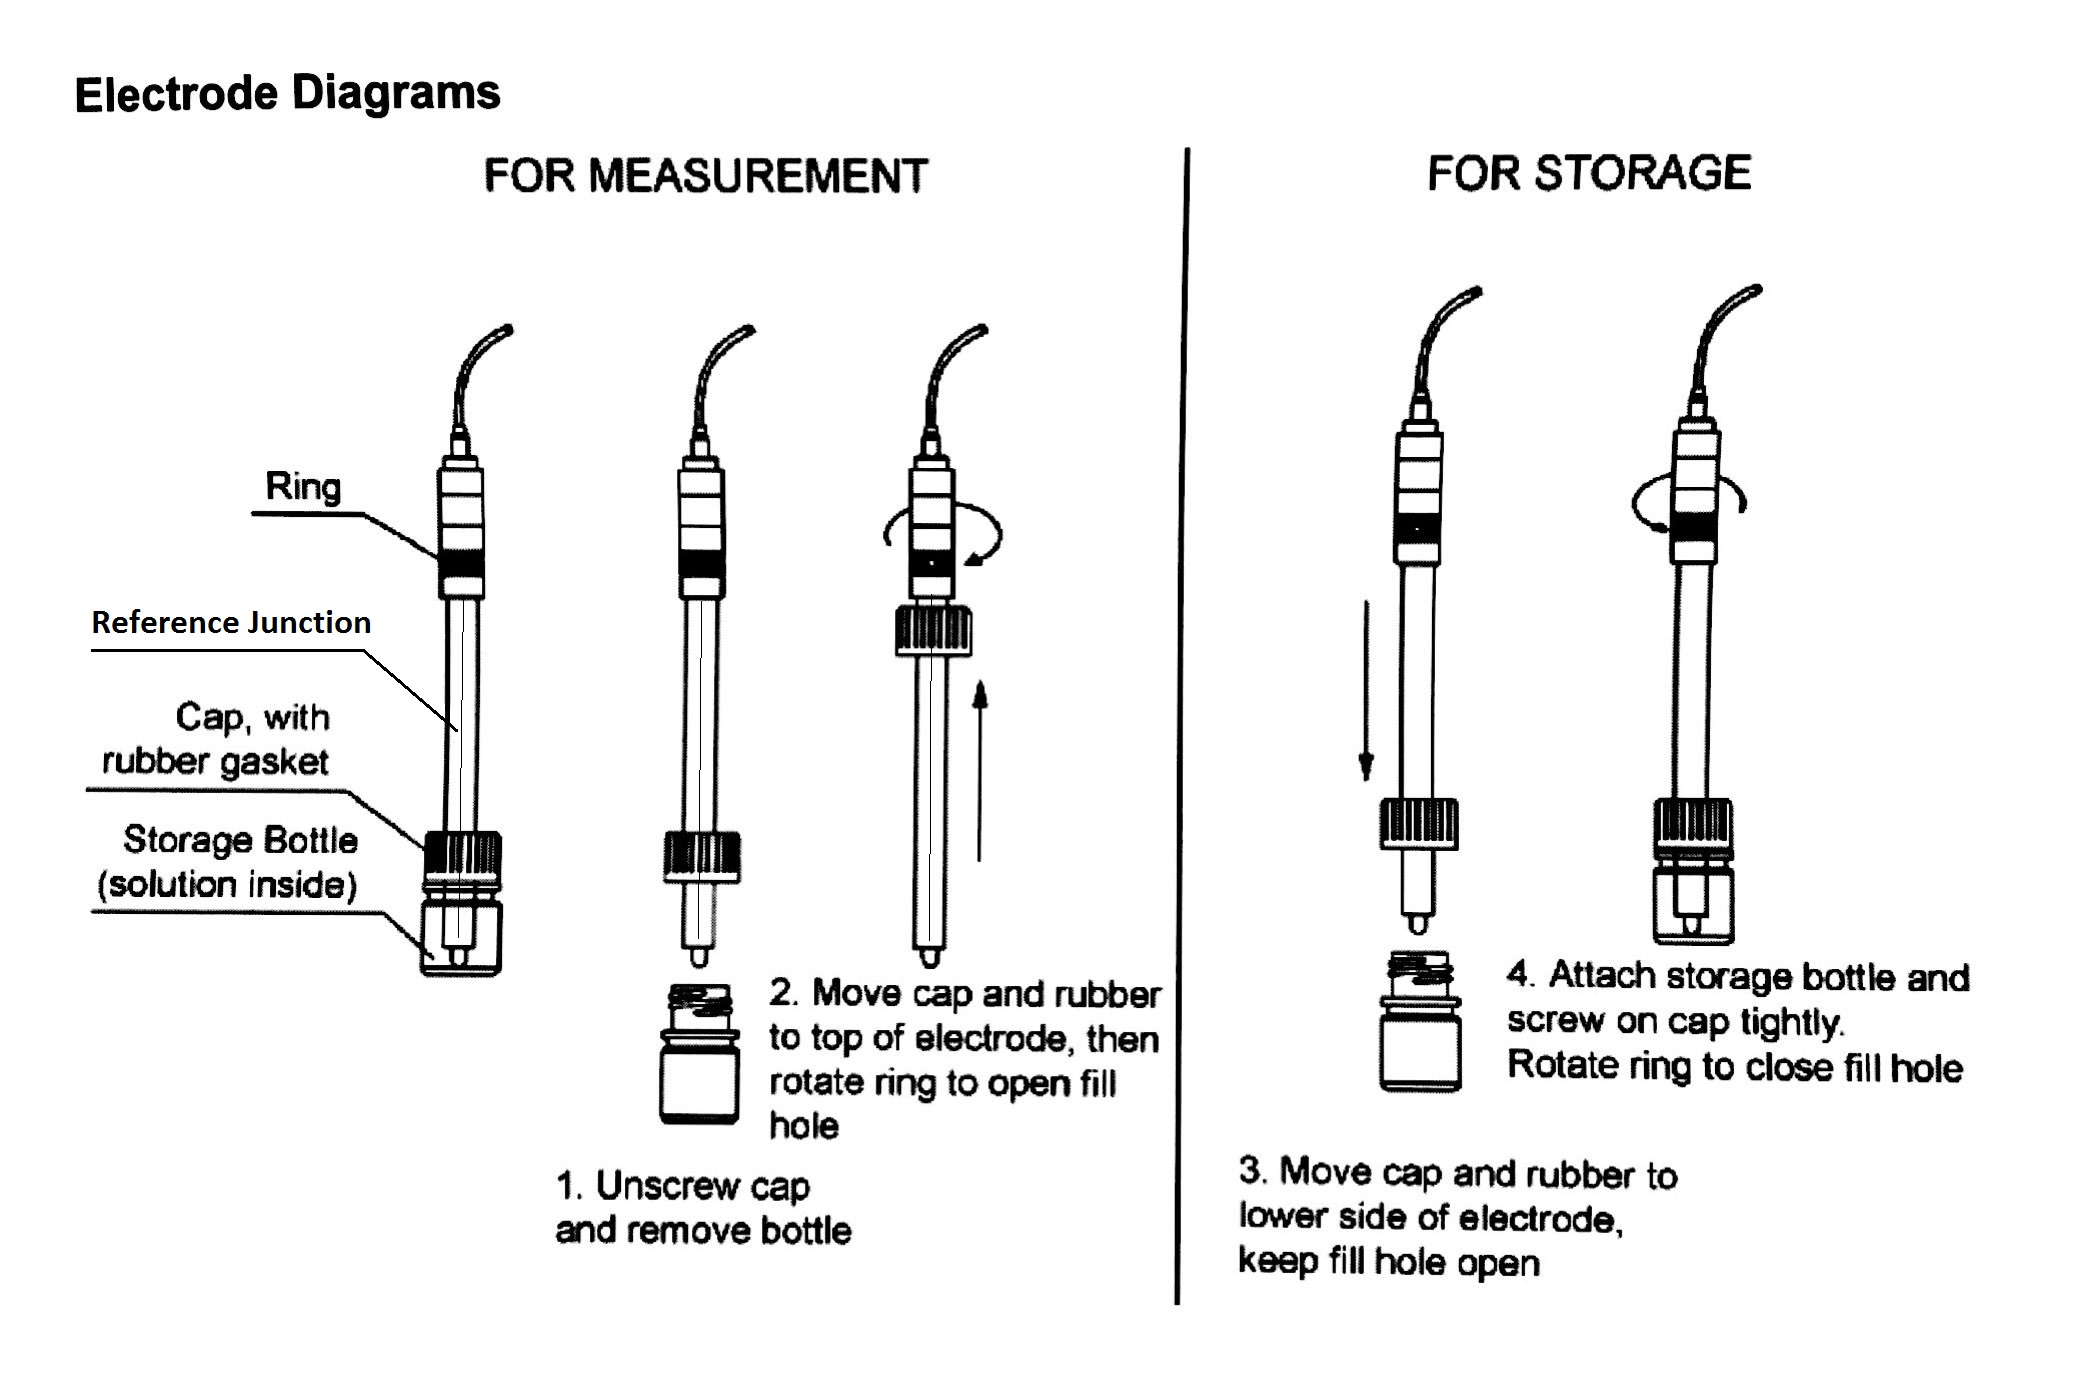 Electrode Diagrams
FOR MEASUREMENT
Ring
Reference Junction
Cap, with
rubber gasket
Storage Bottle
(solution inside)
1. Unscrew cap
and remove bottle
2. Move cap and rubber
to top of electrode, then
rotate ring to open fill
hole
FOR STORAGE
3. Move cap and rubber to
lower side of electrode,
keep fill hole open
4. Attach storage bottle and
screw on cap tightly.
Rotate ring to close fill hole